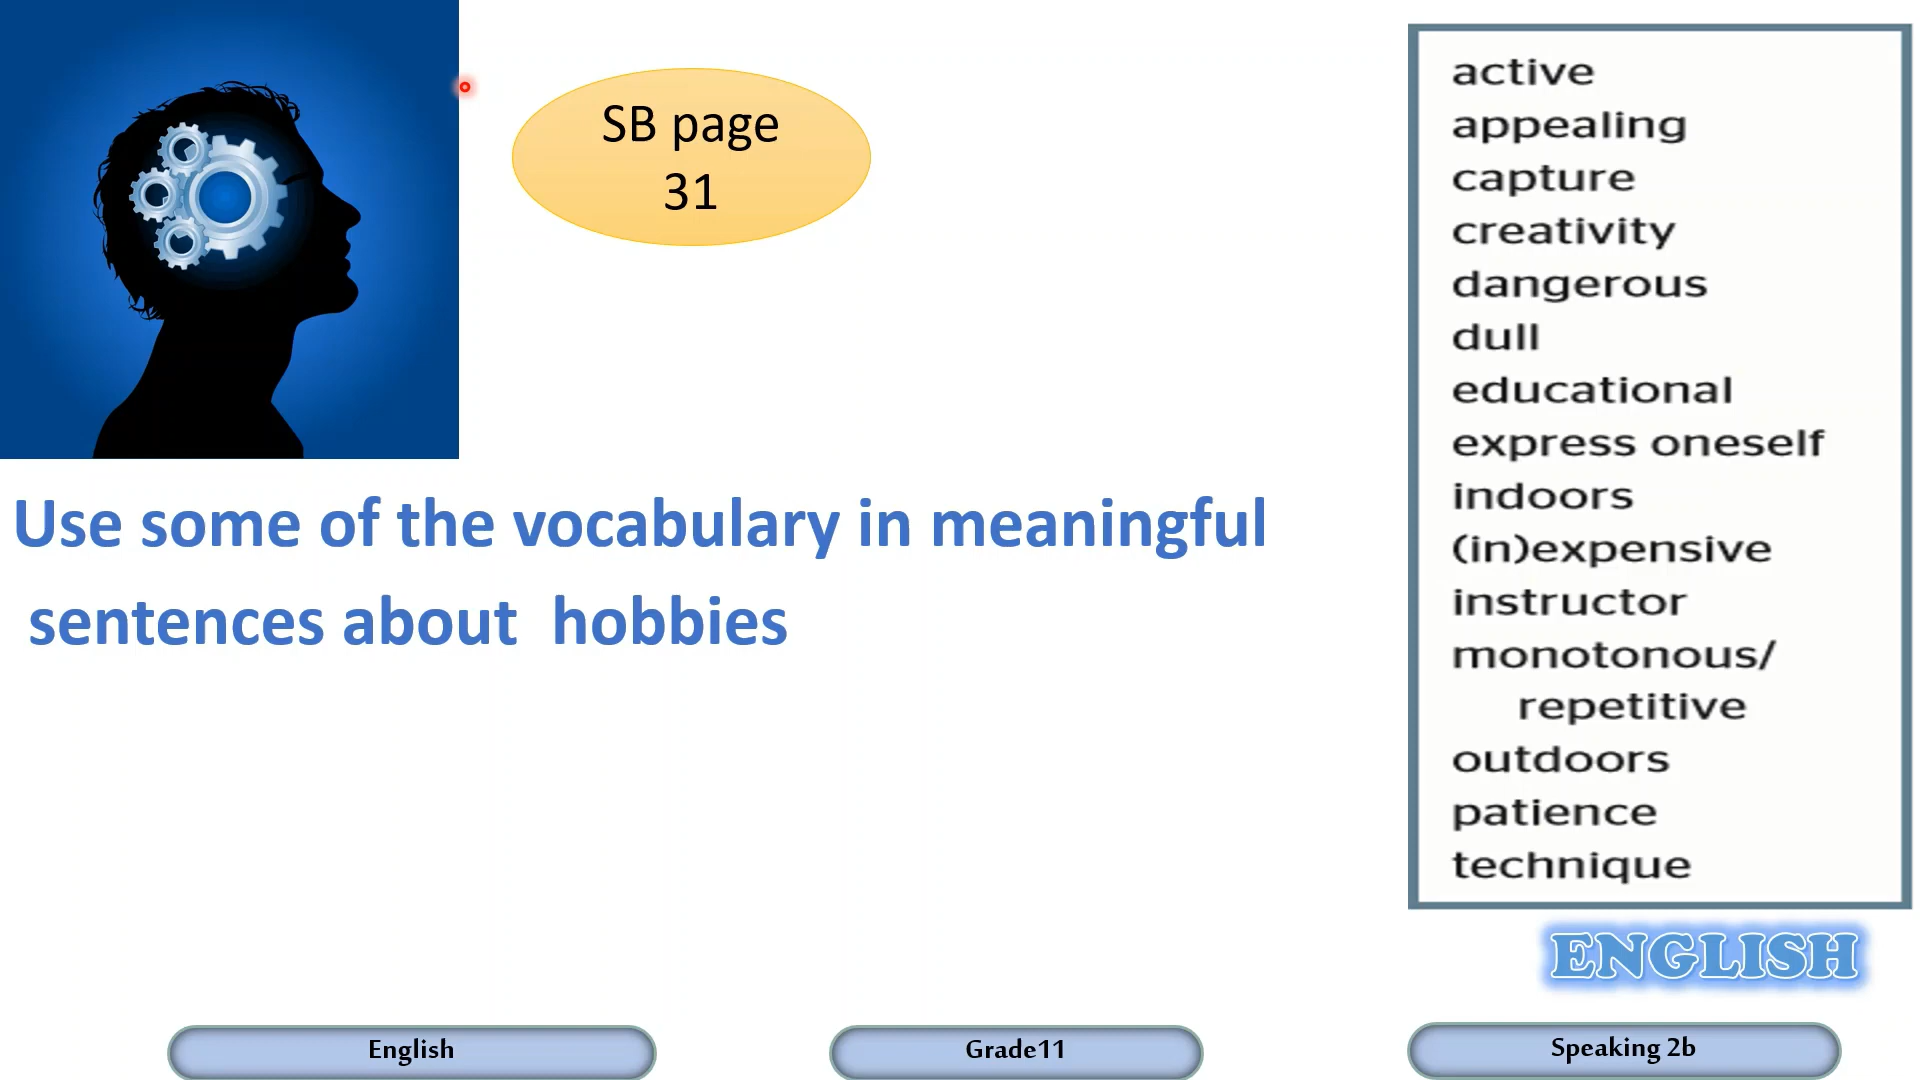 SB page
31
Use some of the vocabulary in meaningful
sentences about hobbies
active
appealing
capture
creativity
dangerous
dull
educational
express oneself
indoors
(in)expensive
instructor
monotonous/
repetitive
outdoors
patience
technique
ENGLISH
English
Grade11
Speaking 2b